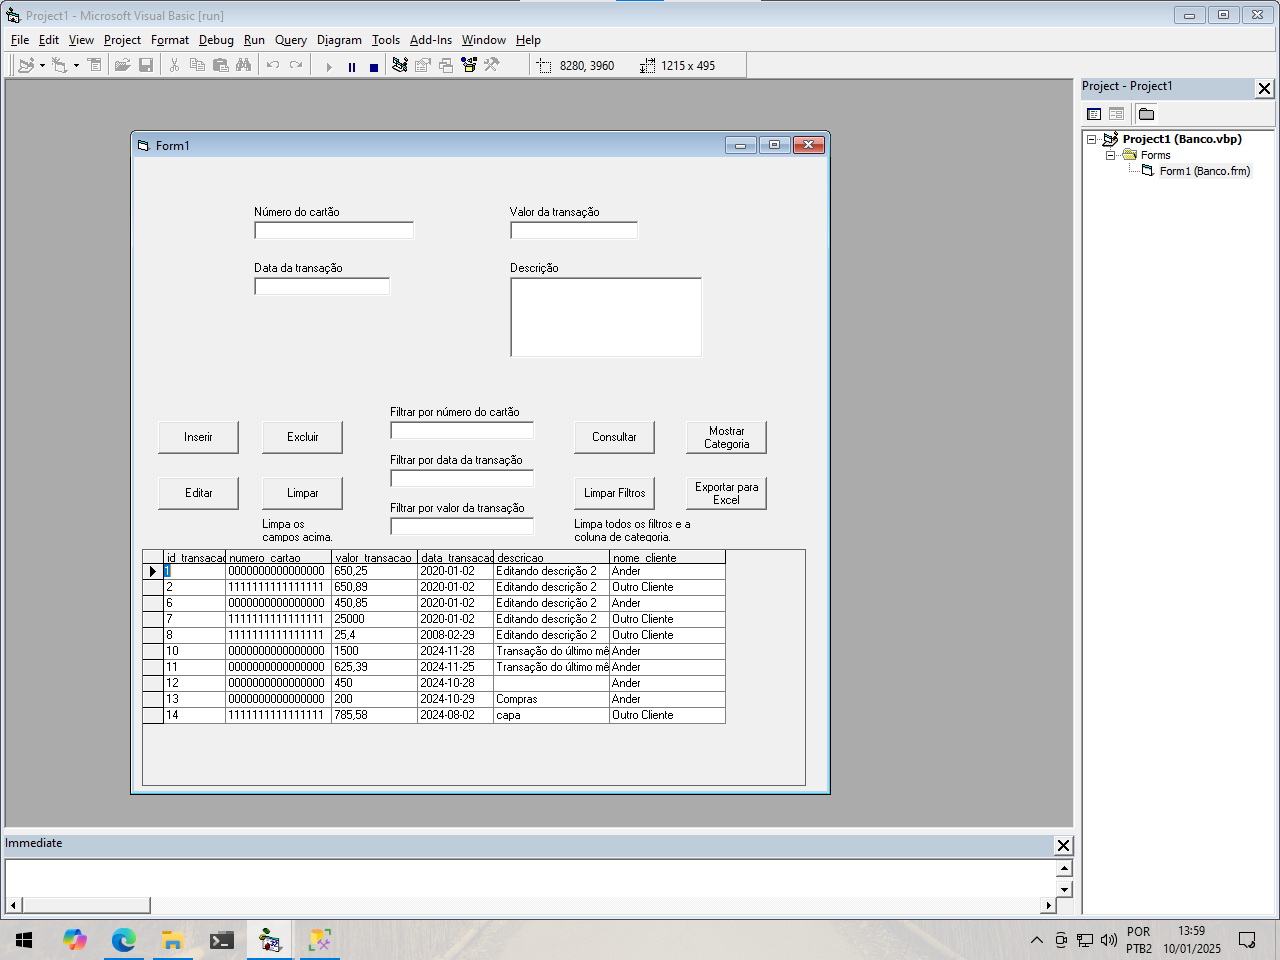 Project1 - Microsoft Visual Basic [run]
File Edit View Project Format Debug Run Query Diagram Tools Add-Ins Window Help
8280, 3960 1215 x 495
Project - Project1
Project1 (Banco.vbp)
Forms
Form1 (Banco.frm)
Form1
Número do cartão
Valor da transação
Data da transação
Descrição
Inserir
Excluir
Filtrar por número do cartão
Consultar
Mostrar
Categoria
Filtrar por data da transação
Editar
Limpar
Limpar Filtros
Exportar para
Excel
Filtrar por valor da transação
Limpa os
campos acima.
Limpa todos os filtros e a
coluna de categoria.
id_transacao numero_cartao valor_transacao data_transacao descricao nome_cliente
1 0000000000000000 650,25 2020-01-02 Editando descrição 2 Ander
2 1111111111111111 650,89 2020-01-02 Editando descrição 2 Outro Cliente
6 0000000000000000 450,85 2020-01-02 Editando descrição 2 Ander
7 1111111111111111 25000 2020-01-02 Editando descrição 2 Outro Cliente
8 1111111111111111 25,4 2008-02-29 Editando descrição 2 Outro Cliente
10 0000000000000000 1500 2024-11-28 Transação do último mê Ander
11 0000000000000000 625,39 2024-11-25 Transação do último mê Ander
12 0000000000000000 450 2024-10-28 Ander
13 0000000000000000 200 2024-10-29 Compras Ander
14 1111111111111111 785,58 2024-08-02 capa Outro Cliente
Immediate
POR
PTB2
13:59
10/01/2025